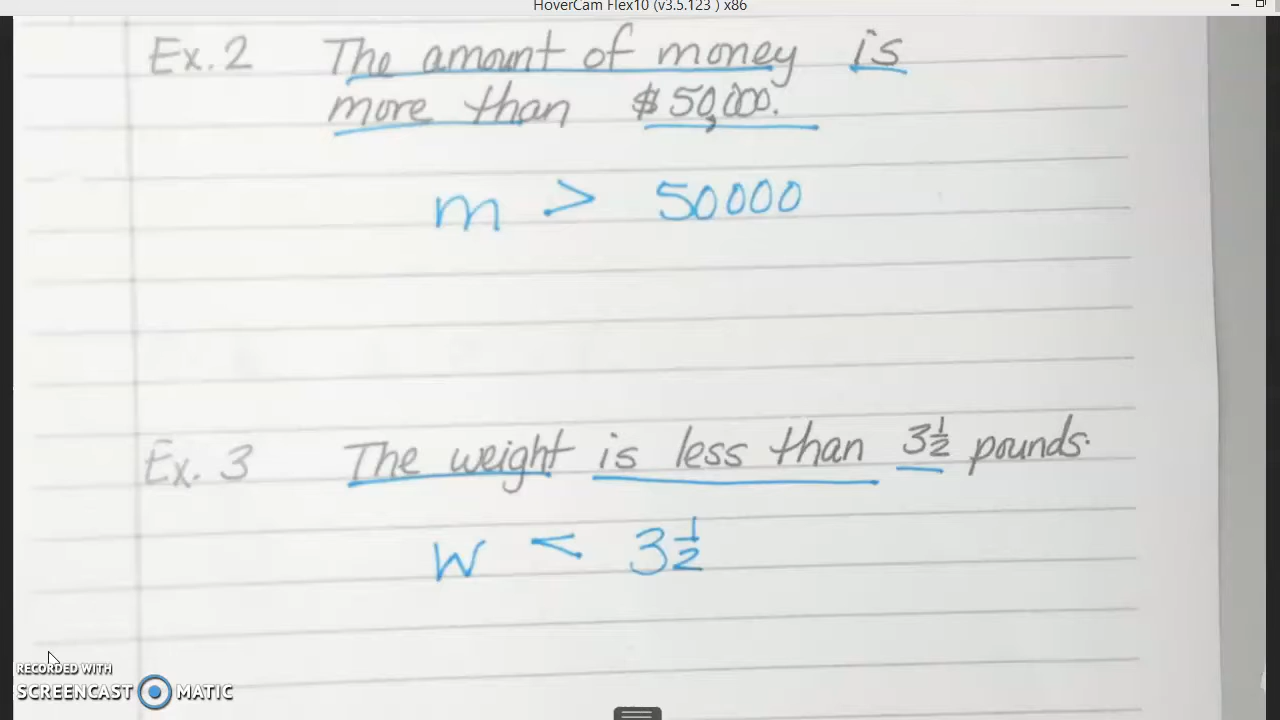 HoverCam Flex10 (v3.5.123 ) x86
Ex. 2 The amount of money is
more than $50,000.
m > 50000
Ex. 3 The weight is less than 3½ pounds.
w < 3½
RECORDED WITH
SCREENCAST MATIC